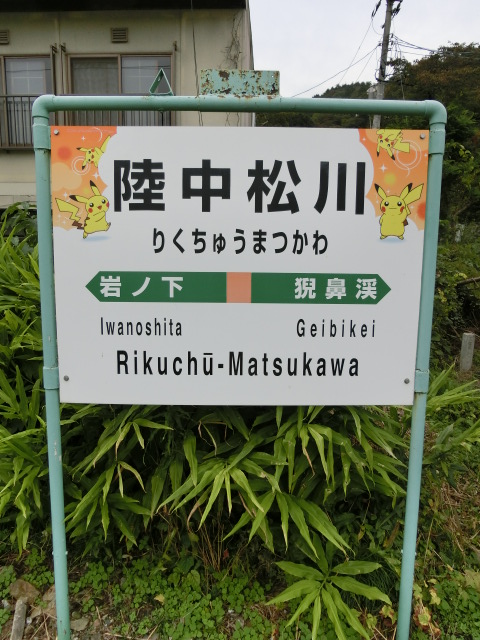 陸中松川
りくちゅうまつかわ
岩ノ下 猊鼻渓
Iwanoshita Geibikei
Rikuchū-Matsukawa